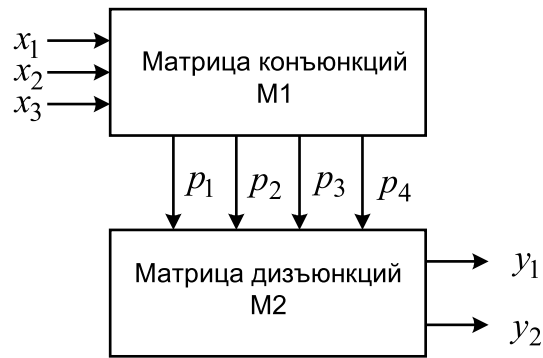 x1
x2
x3
Матрица конъюнкций
М1
p1 p2 p3 p4
Матрица дизъюнкций
М2
y1
y2